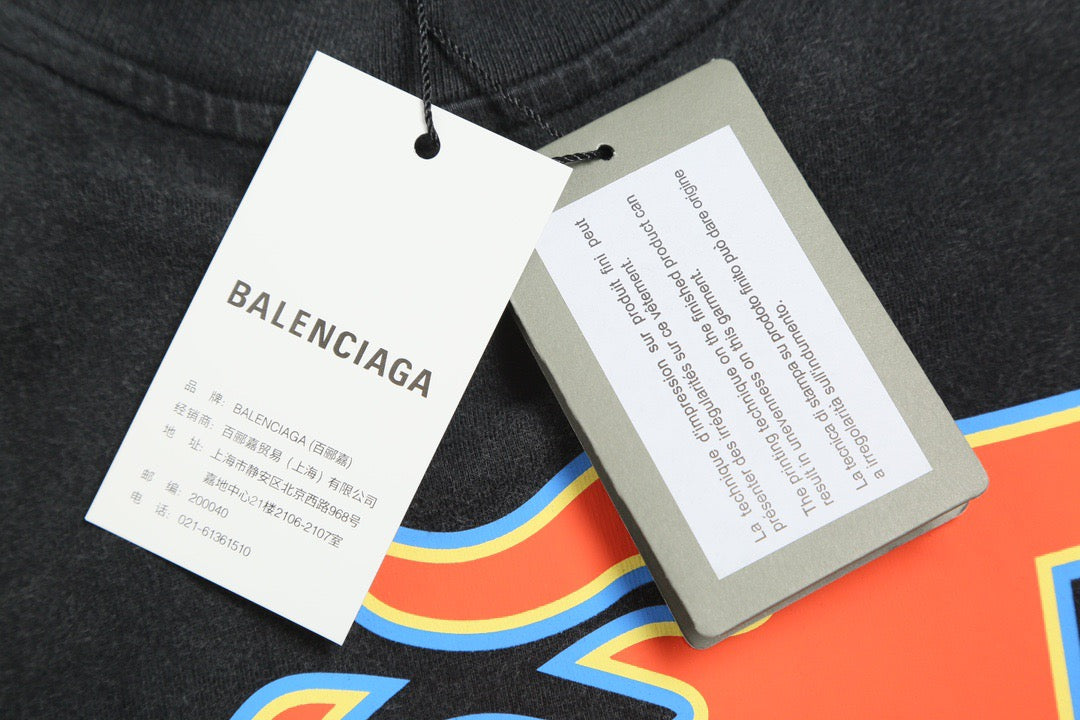 BALENCIAGA
品 牌: BALENCIAGA (百郦嘉)
经销商: 百郦嘉贸易（上海）有限公司
地 址: 上海市静安区北京西路968号
嘉地中心21楼2106-2107室
邮 编: 200040
电 话: 021-61361510
La technique d'impression sur produit fini peut
présenter des irrégularités sur ce vêtement.
The printing technique on the finished product can
result in unevenness on this garment.
La tecnica di stampa su prodoto finito può dare origine
a irregolarità sull'indumento.